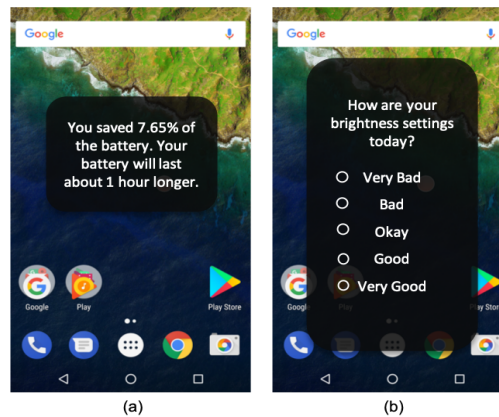 Google
You saved 7.65% of
the battery. Your
battery will last
about 1 hour longer.
Google
Play
Play Store
(a)
Google
How are your
brightness settings
today?
Very Bad
Bad
Okay
Good
Very Good
Google
Play
Play Store
(b)